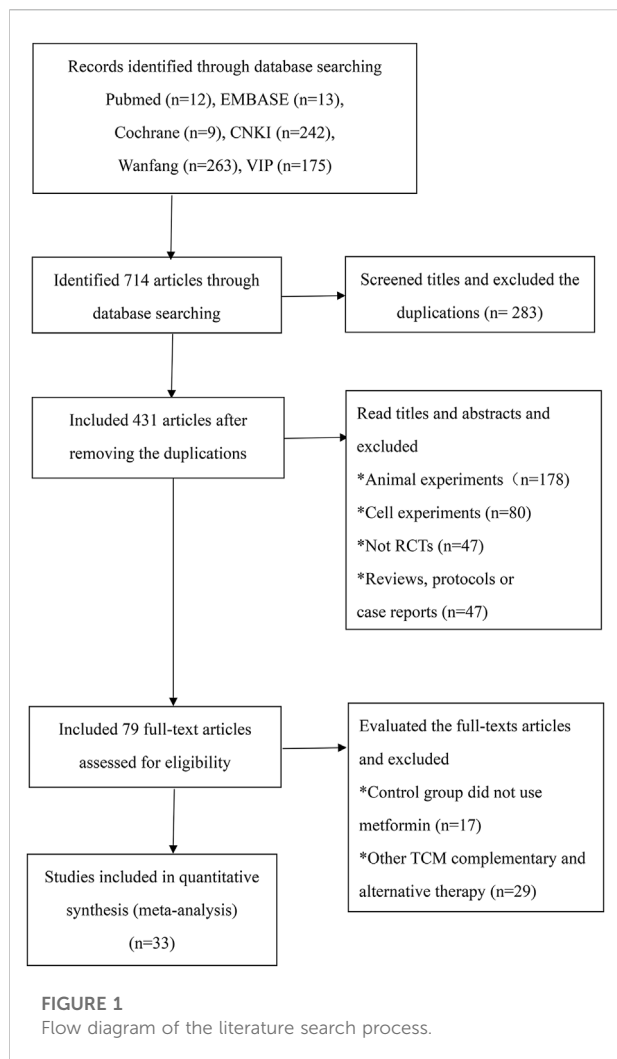 Records identified through database searching
Pubmed (n=12), EMBASE (n=13),
Cochrane (n=9), CNKI (n=242),
Wanfang (n=263), VIP (n=175)
Identified 714 articles through
database searching
Screened titles and excluded the
duplications (n= 283)
Included 431 articles after
removing the duplications
Read titles and abstracts and
excluded
*Animal experiments（n=178)
*Cell experiments (n=80)
*Not RCTs (n=47)
*Reviews, protocols or
case reports (n=47)
Included 79 full-text articles
assessed for eligibility
Evaluated the full-texts articles
and excluded
*Control group did not use
metformin (n=17)
*Other TCM complementary and
alternative therapy (n=29)
Studies included in quantitative
synthesis (meta-analysis)
(n=33)
FIGURE 1
Flow diagram of the literature search process.